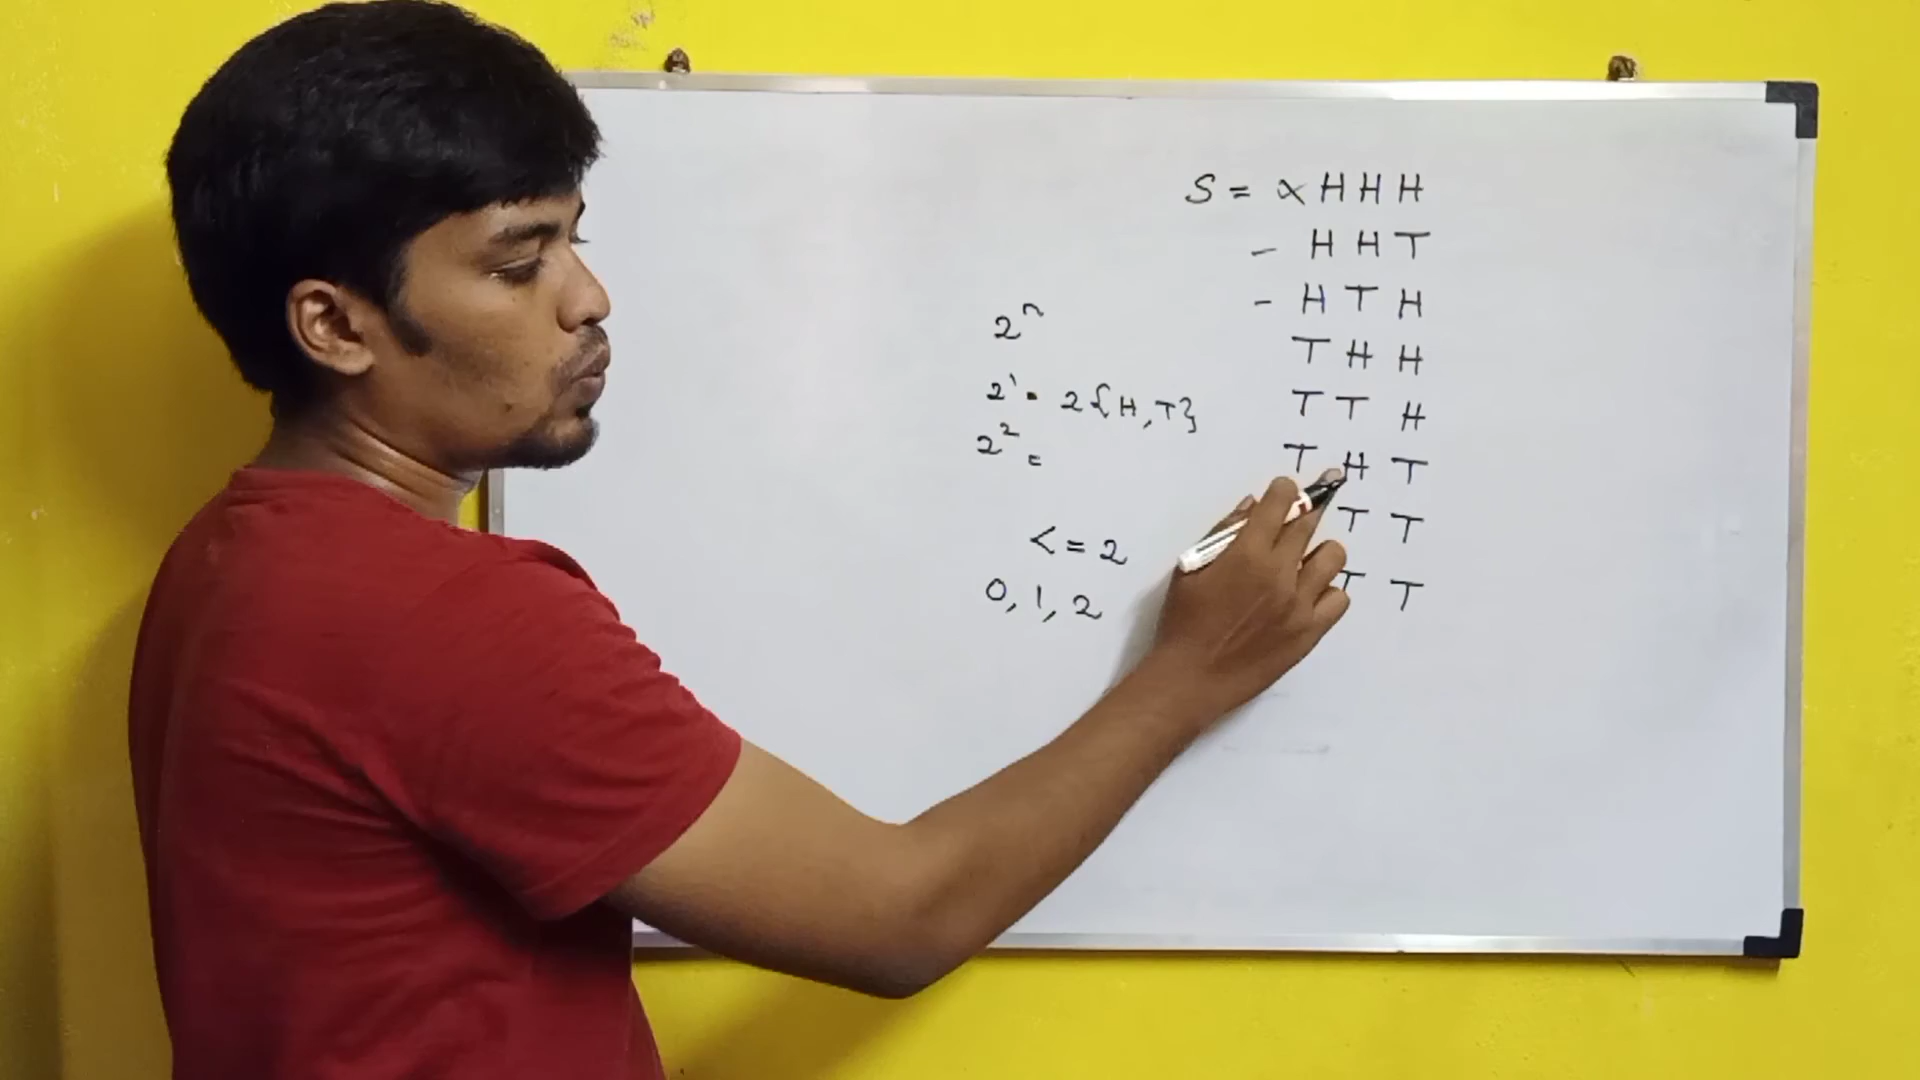 S = × H H H
- H H T
- H T H
T H H
T T H
T H T
T T
T T
2ⁿ
2¹ = 2 {H, T}
2² =
< = 2
0, 1, 2